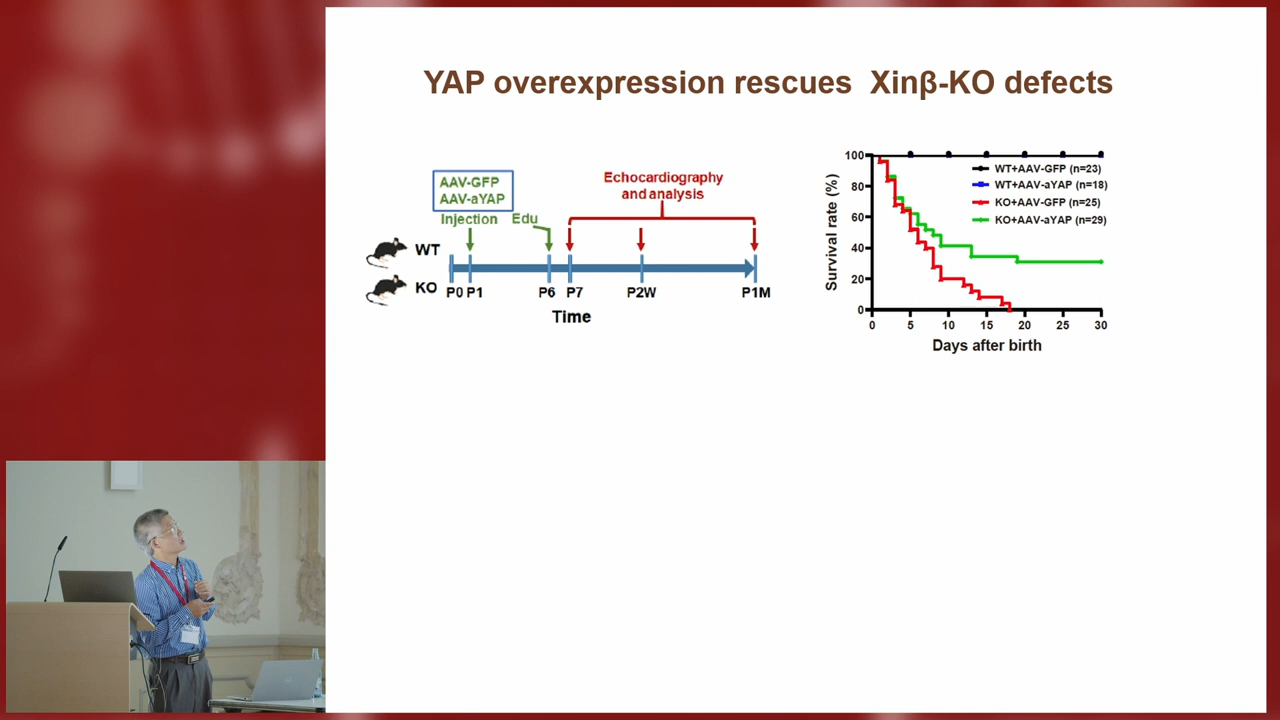 YAP overexpression rescues Xinβ-KO defects
AAV-GFP
AAV-aYAP
Injection
Edu
Echocardiography
and analysis
WT
KO
P0 P1
P6
P7
P2W
P1M
Time
Survival rate (%)
100
80
60
40
20
0
WT+AAV-GFP (n=23)
WT+AAV-aYAP (n=18)
KO+AAV-GFP (n=25)
KO+AAV-aYAP (n=29)
0
5
10
15
20
25
30
Days after birth